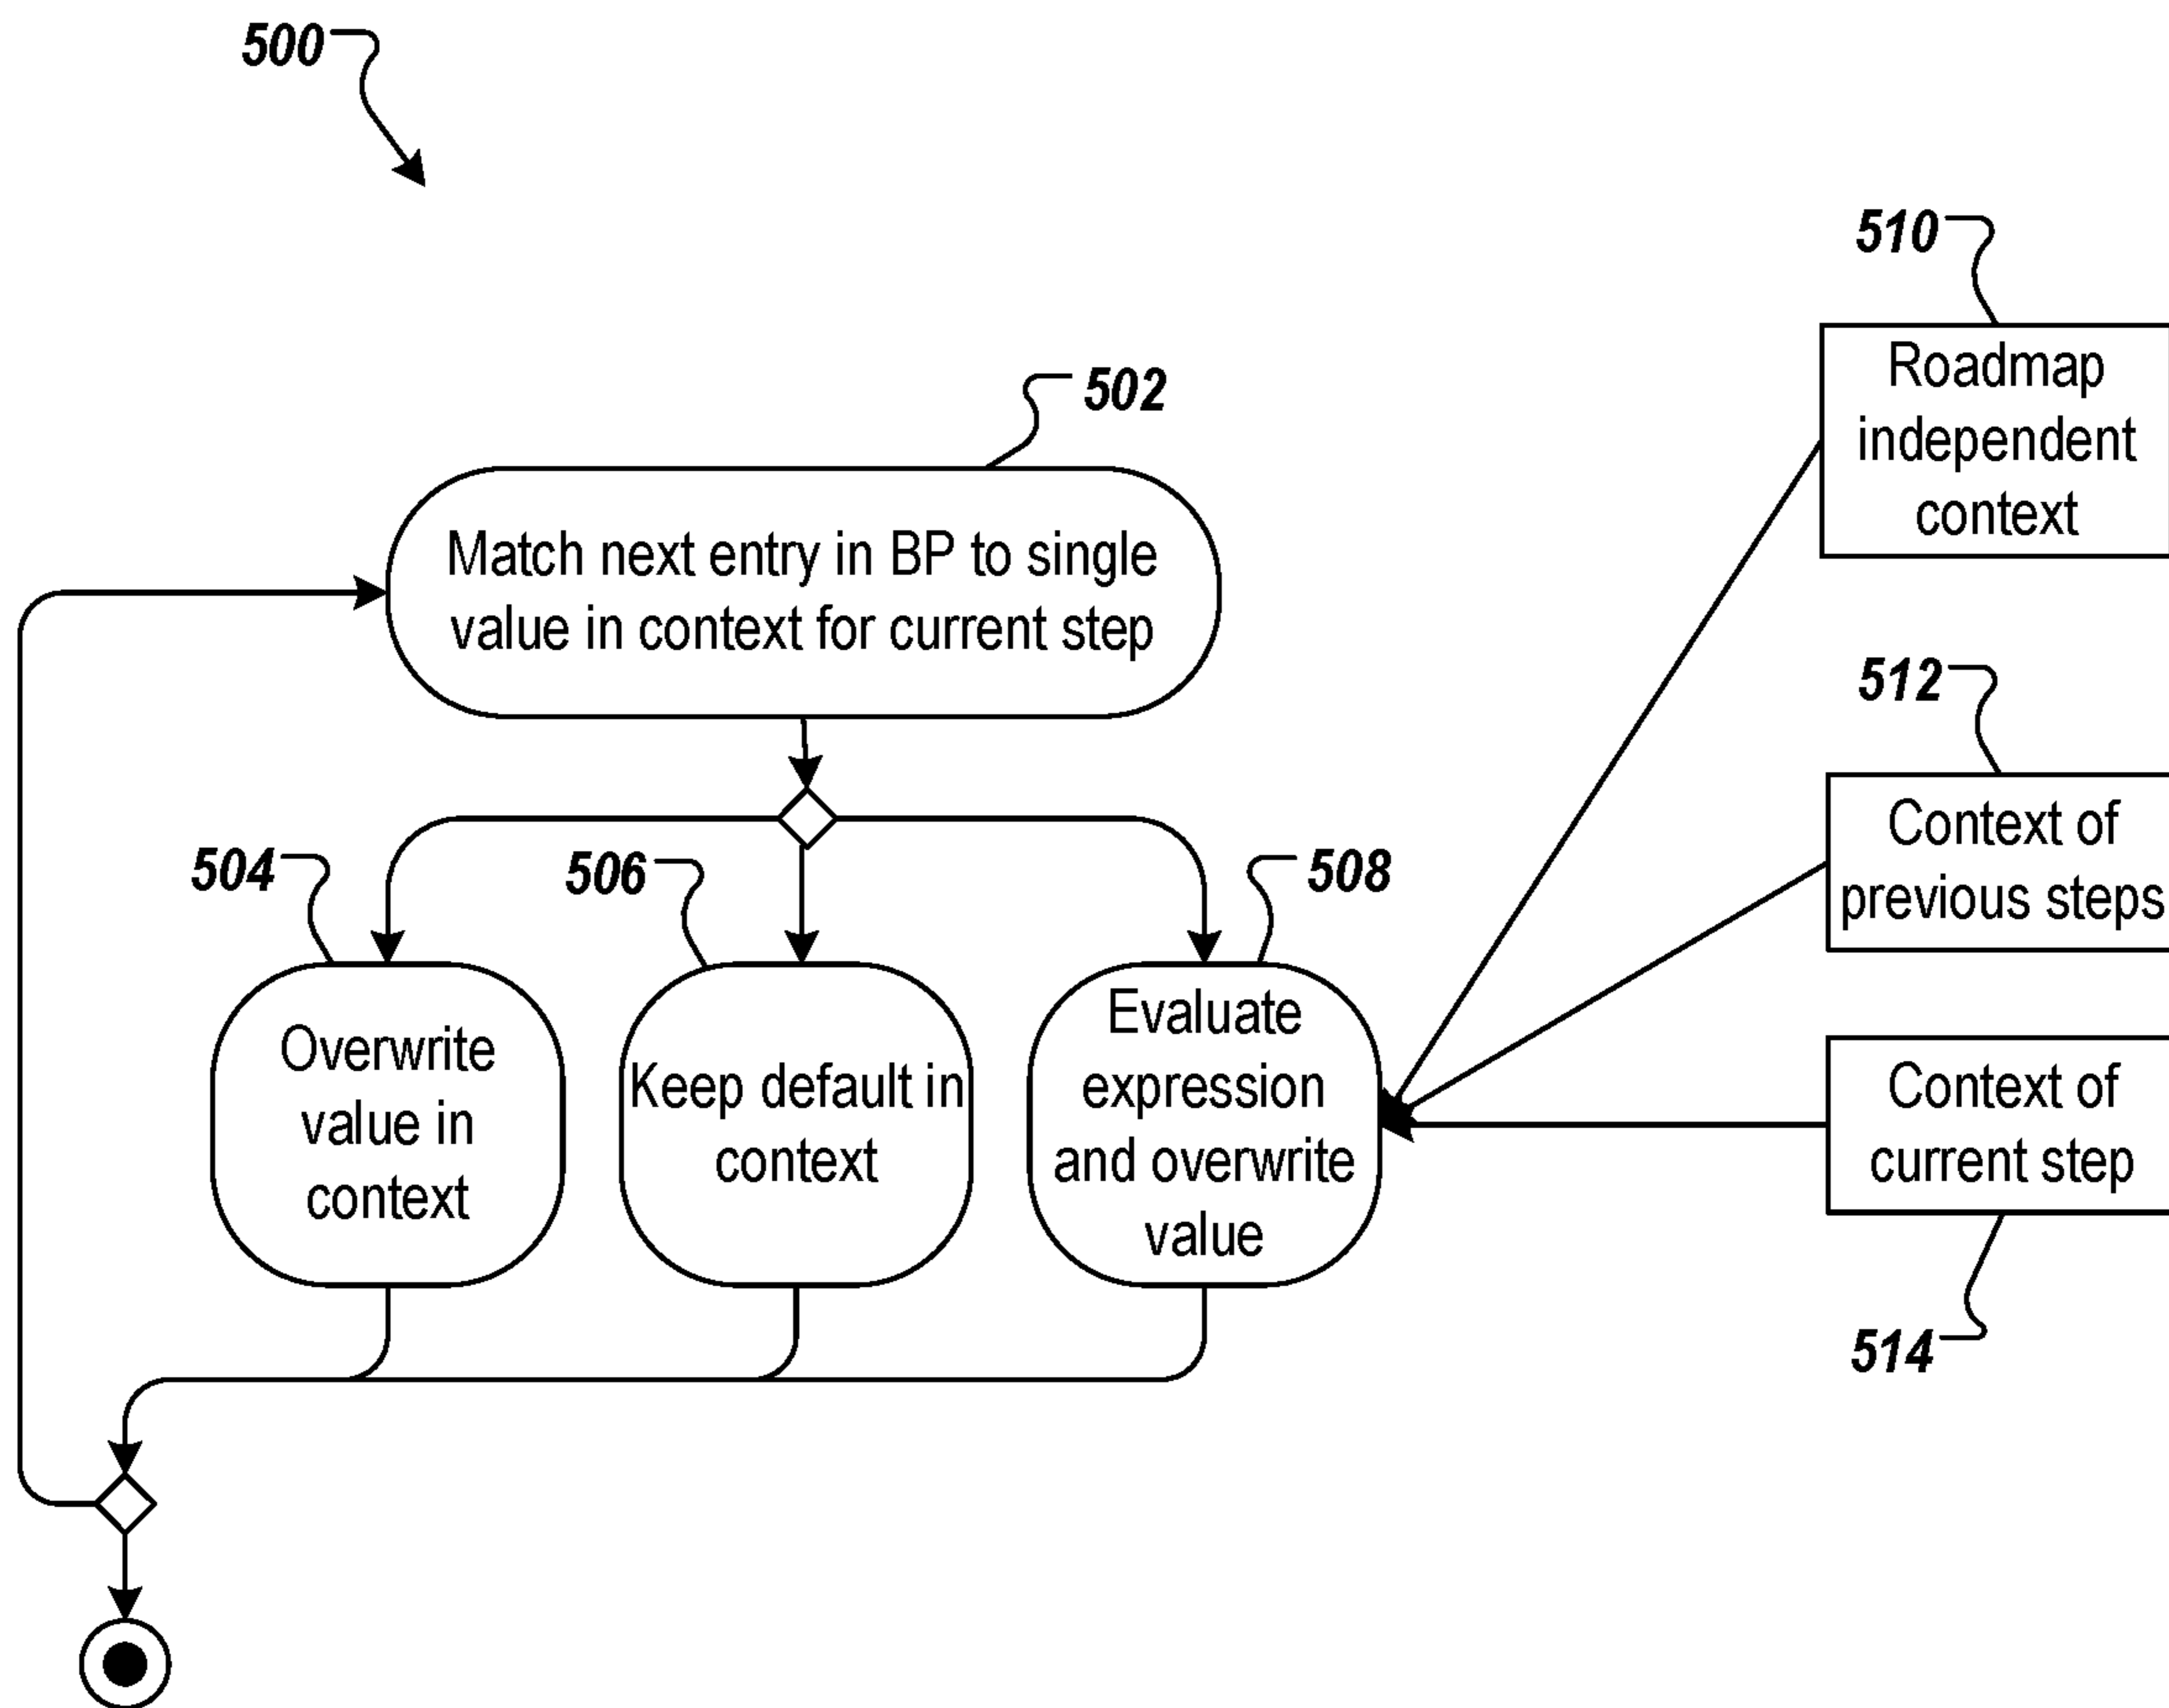 500
510
Roadmap
independent
context
502
Match next entry in BP to single
value in context for current step
512
Context of
previous steps
504
506
508
Overwrite
value in
context
Keep default in
context
Evaluate
expression
and overwrite
value
Context of
current step
514